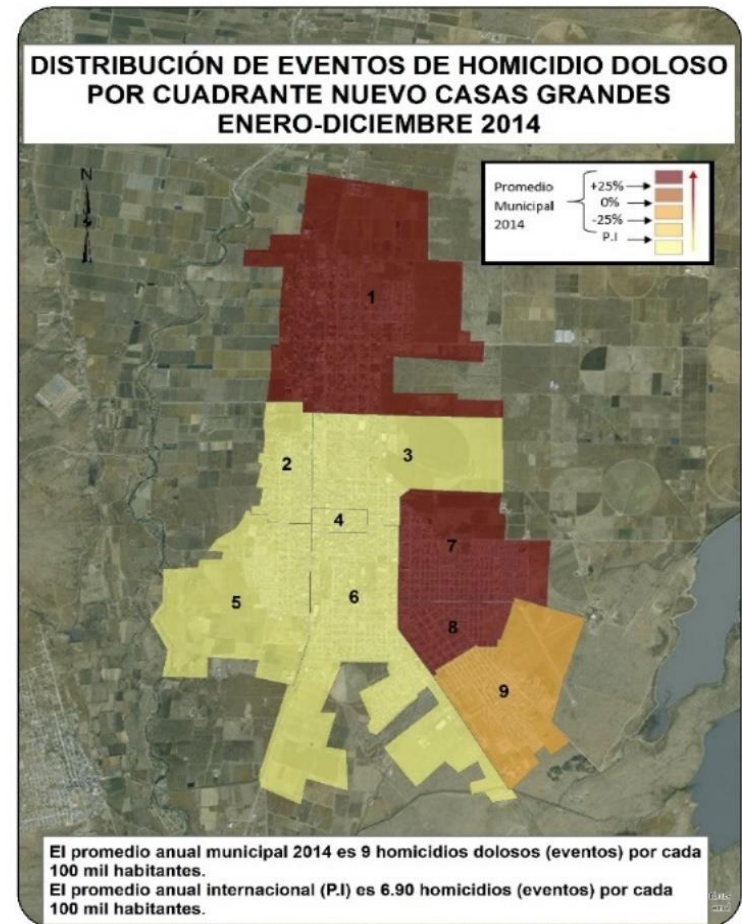 DISTRIBUCIÓN DE EVENTOS DE HOMICIDIO DOLOSO
POR CUADRANTE NUEVO CASAS GRANDES
ENERO-DICIEMBRE 2014
N
Promedio
Municipal
2014
+25%
0%
-25%
P.I
1
2
3
4
5
6
7
8
9
El promedio anual municipal 2014 es 9 homicidios dolosos (eventos) por cada
100 mil habitantes.
El promedio anual internacional (P.I) es 6.90 homicidios (eventos) por cada
100 mil habitantes.